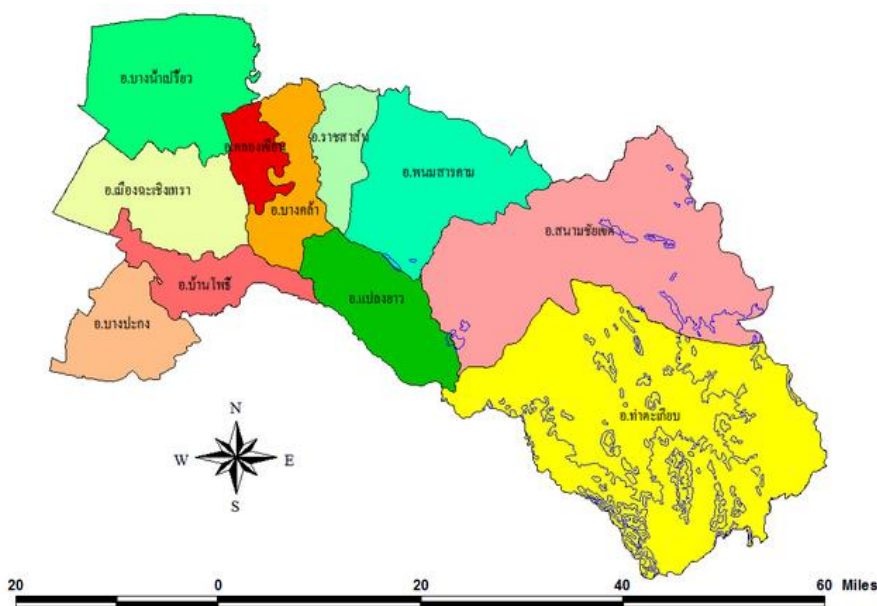 อ.บางน้ำเปรี้ยว
อ.คลองเขื่อน
อ.ราชสาส์น
อ.พนมสารคาม
อ.เมืองฉะเชิงเทรา
อ.บางคล้า
อ.สนามชัยเขต
อ.บ้านโพธิ์
อ.แปลงยาว
อ.บางปะกง
อ.ท่าตะเกียบ
N
W E
S
20 0 20 40 60 Miles